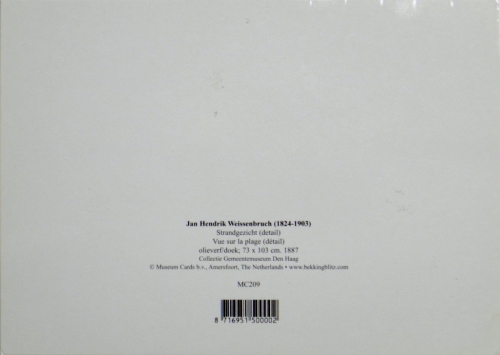 Jan Hendrik Weissenbruch (1824-1903)
Strandgezicht (detail)
Vue sur la plage (détail)
olieverf/doek; 73 x 103 cm. 1887
Collectie Gemeentemuseum Den Haag
© Museum Cards b.v., Amersfoort, The Netherlands • www.bekkingblitz.com
MC209
8 716951 500002